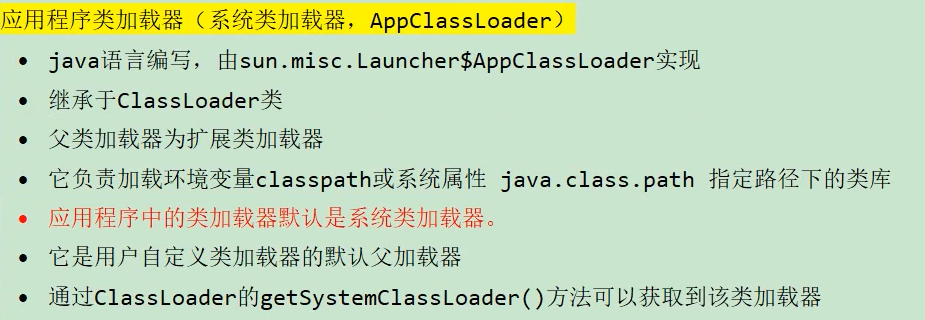 应用程序类加载器（系统类加载器，AppClassLoader）
• java语言编写，由sun.misc.Launcher$AppClassLoader实现
• 继承于ClassLoader类
• 父类加载器为扩展类加载器
• 它负责加载环境变量classpath或系统属性 java.class.path 指定路径下的类库
• 应用程序中的类加载器默认是系统类加载器。
• 它是用户自定义类加载器的默认父加载器
• 通过ClassLoader的getSystemClassLoader()方法可以获取到该类加载器